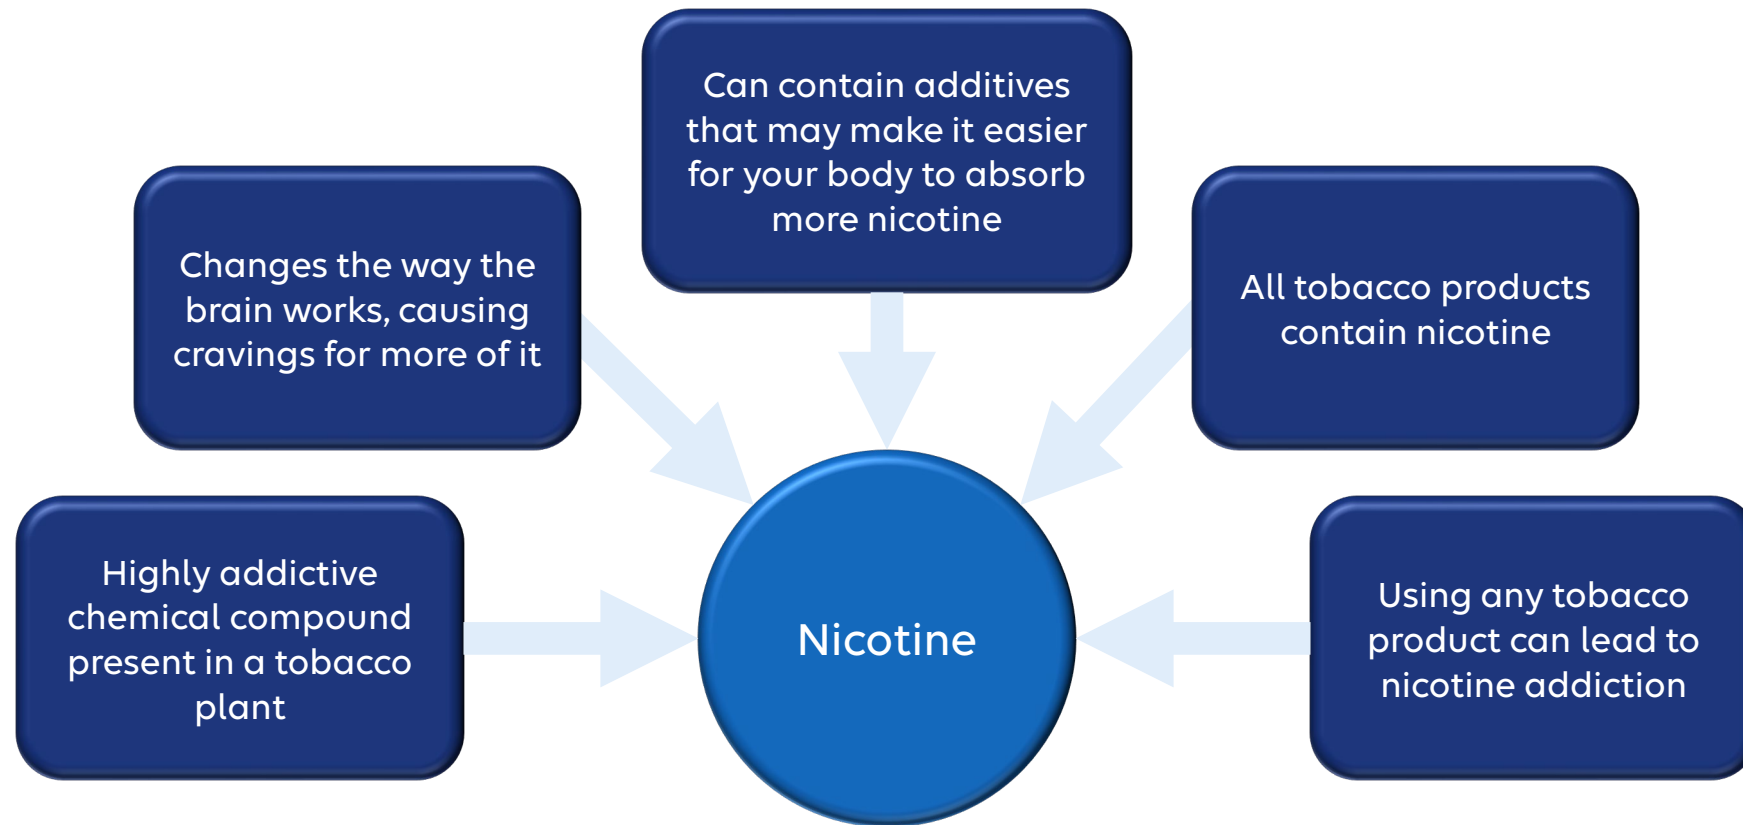 Can contain additives
that may make it easier
for your body to absorb
more nicotine
Changes the way the
brain works, causing
cravings for more of it
All tobacco products
contain nicotine
Highly addictive
chemical compound
present in a tobacco
plant
Nicotine
Using any tobacco
product can lead to
nicotine addiction